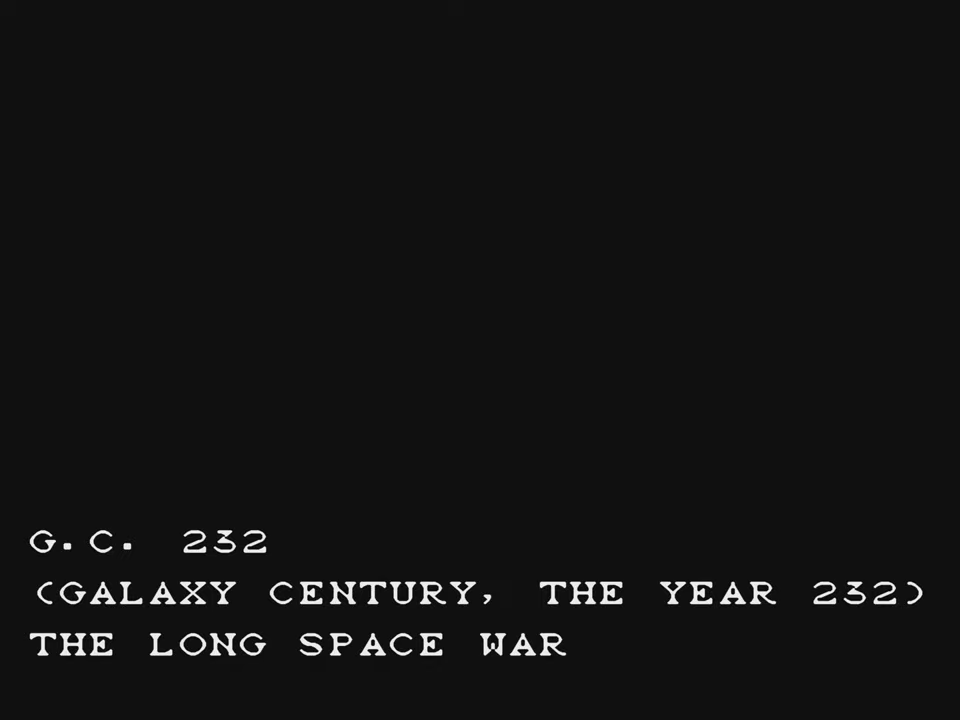 G.C. 232
(GALAXY CENTURY, THE YEAR 232)
THE LONG SPACE WAR